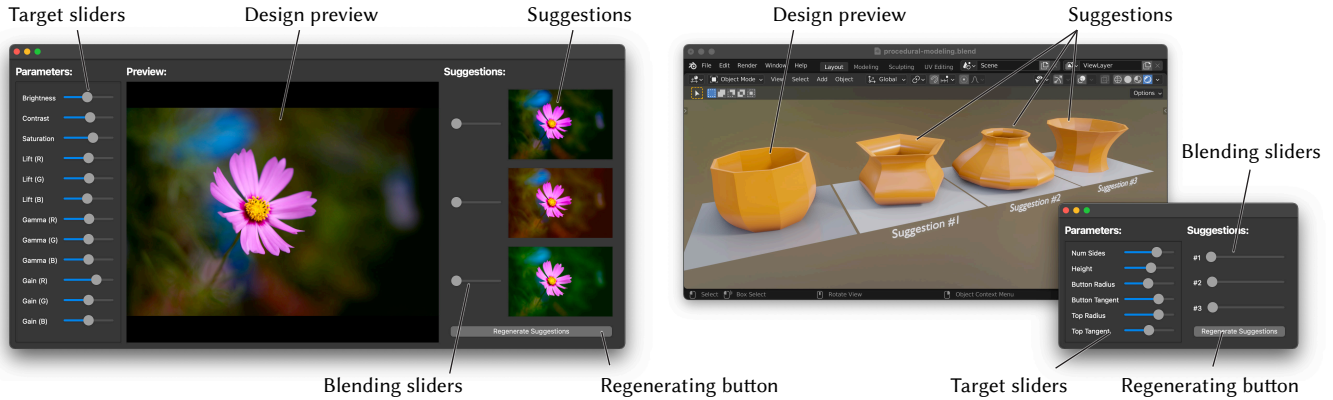 Target sliders
Design preview
Suggestions
Parameters:
Preview:
Suggestions:
Brightness
Contrast
Saturation
Lift (R)
Lift (G)
Lift (B)
Gamma (R)
Gamma (G)
Gamma (B)
Gain (R)
Gain (G)
Gain (B)
Regenerate Suggestions
Blending sliders
Regenerating button
Design preview
Suggestions
procedural-modeling.blend
File Edit Render Window Help Layout Modeling Sculpting UV Editing Scene ViewLayer
Object Mode View Select Add Object Global
Options
Suggestion #1
Suggestion #2
Suggestion #3
Select Box Select Rotate View Object Context Menu
Blending sliders
Parameters:
Suggestions:
Num Sides
Height
Button Radius
Button Tangent
Top Radius
Top Tangent
#1
#2
#3
Regenerate Suggestions
Target sliders
Regenerating button